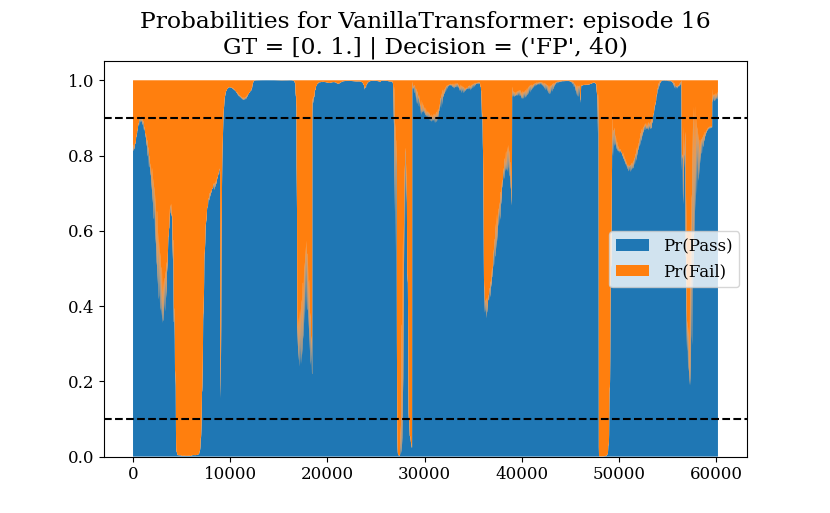 Probabilities for VanillaTransformer: episode 16
GT = [0. 1.] | Decision = ('FP', 40)
1.0
0.8
0.6
0.4
0.2
0.0
Pr(Pass)
Pr(Fail)
0 10000 20000 30000 40000 50000 60000